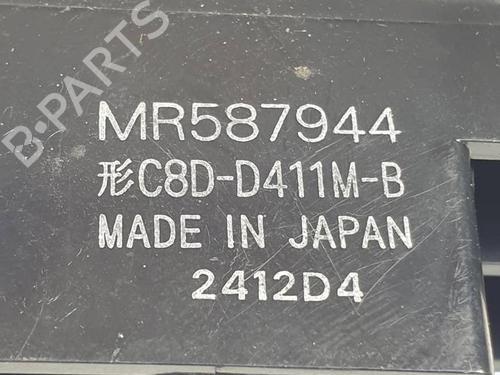 B-PARTS
MR587944
形C8D-D411M-B
MADE IN JAPAN
2412D4